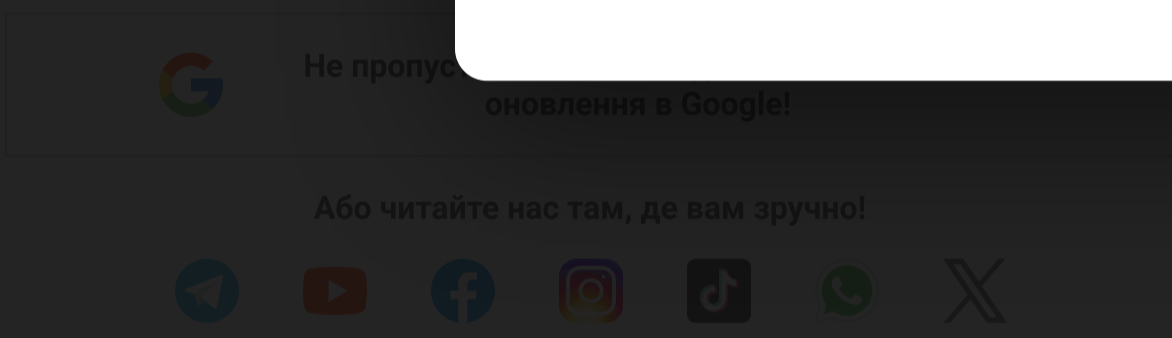 Не пропус
оновлення в Google!
Або читайте нас там, де вам зручно!